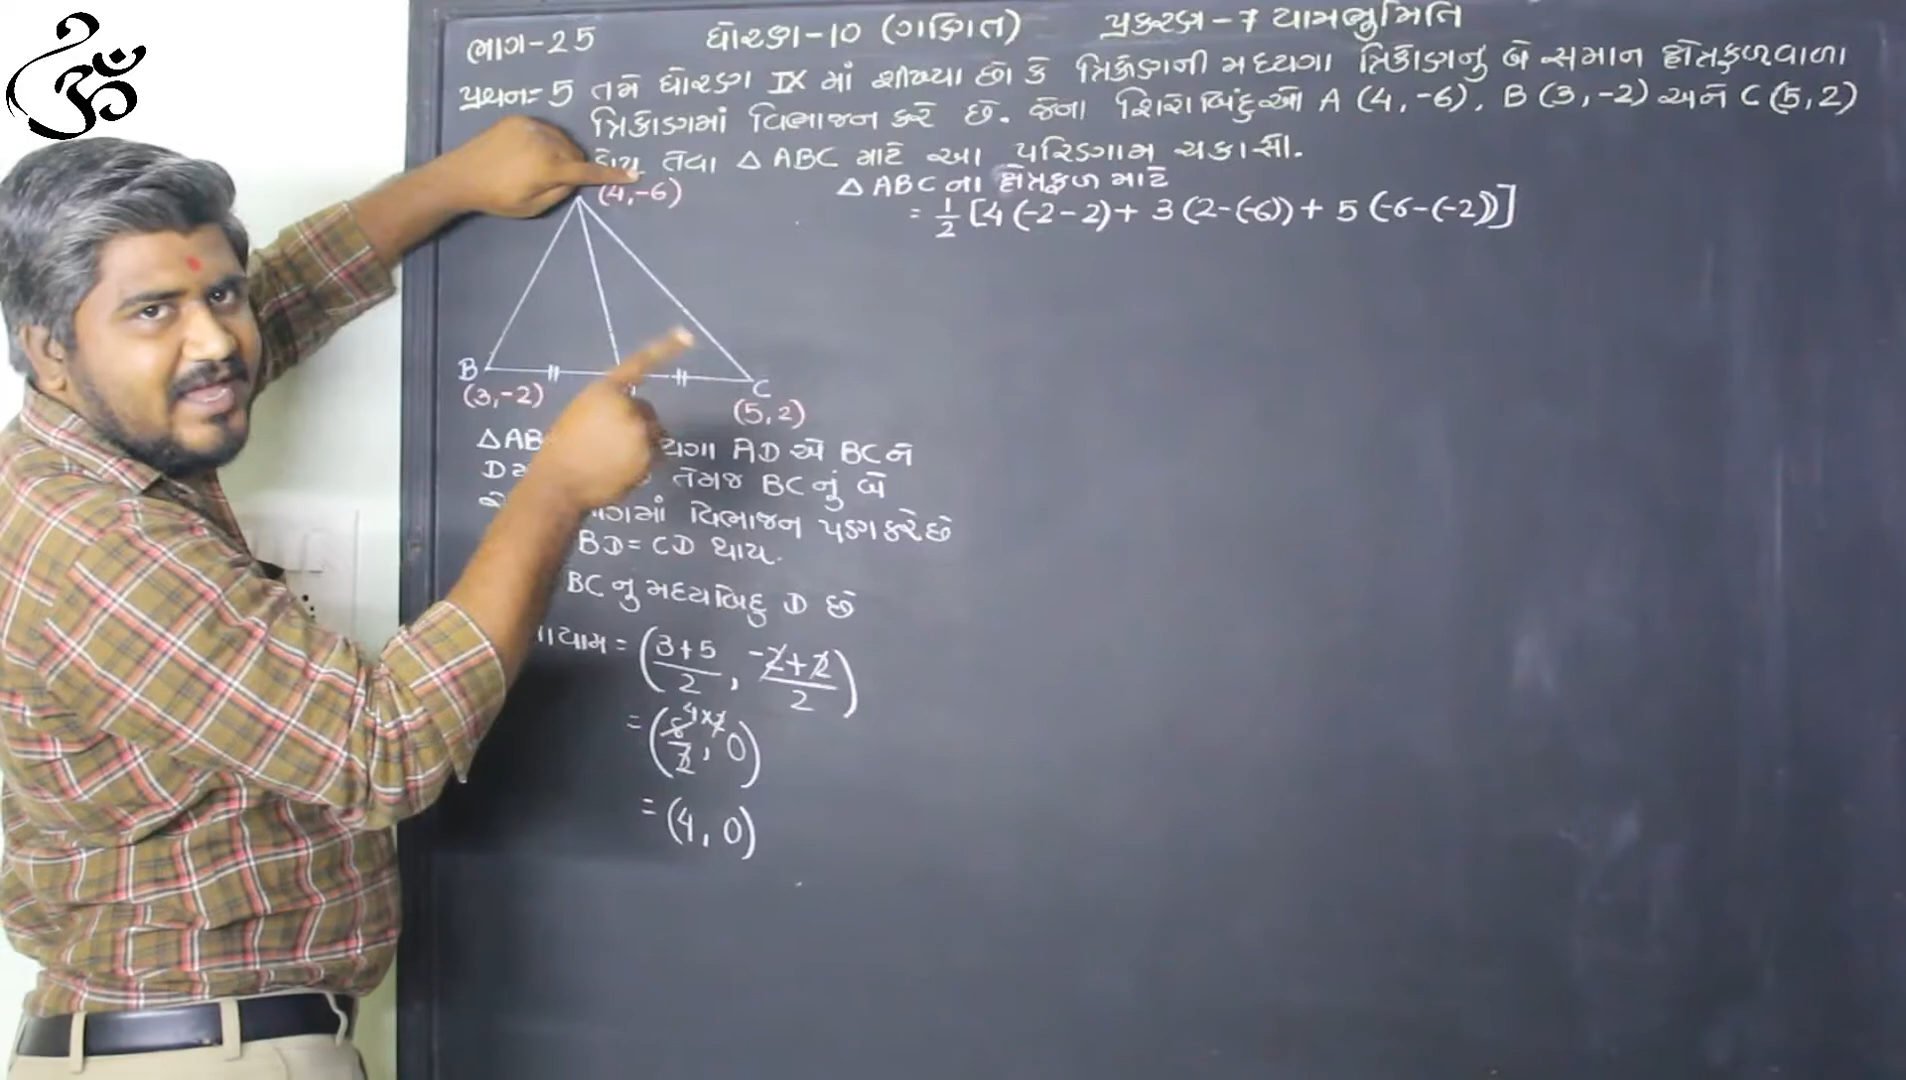 ૐ
ભાગ-25 ધોરણ-10 (ગણિત) પ્રકરણ-7 યામભૂમિતિ
પ્રશ્ન:-5 તમે ધોરણ IX માં શીખ્યા છો કે ત્રિકોણની મધ્યગા ત્રિકોણનું બે સમાન ક્ષેત્રફળવાળા
ત્રિકોણમાં વિભાજન કરે છે. જેના શિરોબિંદુઓ A (4,-6), B (3,-2) અને C (5,2)
હોય તેવા △ ABC માટે આ પરિણામ ચકાસો.
(4,-6)
△ ABC ના ક્ષેત્રફળ માટે
= 1/2 [4 (-2-2) + 3 (2-(-6)) + 5 (-6-(-2))]
B
(3,-2)
C
(5,2)
△AB AD એ BC ને
D તેમજ BC નું બે
માં વિભાજન પણ કરે છે
BD = CD થાય.
BC નુ મધ્યબિંદુ D છે
યામ = (3+5/2, -2+2/2)
= (8 4×2/2, 0)
= (4, 0)